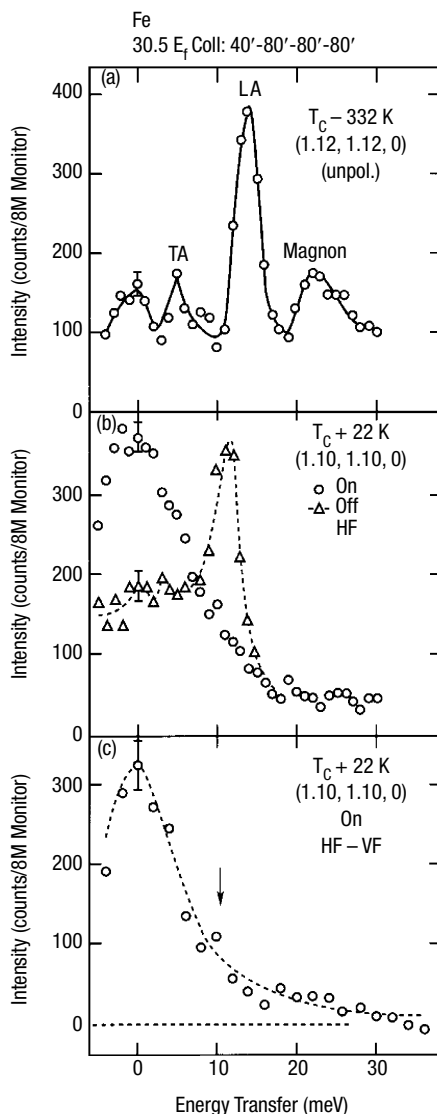 Fe
30.5 E_f Coll: 40′-80′-80′-80′
(a)
LA
T_C – 332 K
(1.12, 1.12, 0)
(unpol.)
TA
Magnon
400
300
200
100
0
Intensity (counts/8M Monitor)
(b)
T_C + 22 K
(1.10, 1.10, 0)
On
Off
HF
300
200
100
0
Intensity (counts/8M Monitor)
(c)
T_C + 22 K
(1.10, 1.10, 0)
On
HF – VF
300
200
100
0
Intensity (counts/8M Monitor)
0 10 20 30
Energy Transfer (meV)